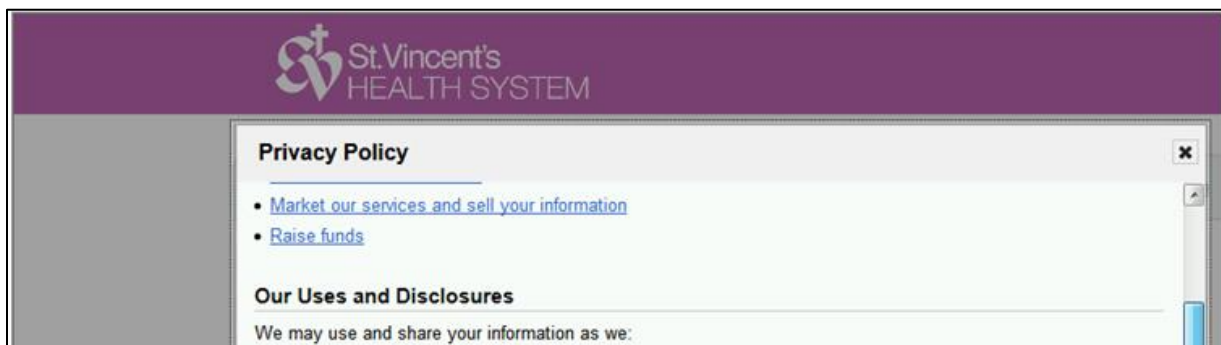 St.Vincent's
HEALTH SYSTEM
Privacy Policy
• Market our services and sell your information
• Raise funds
Our Uses and Disclosures
We may use and share your information as we: